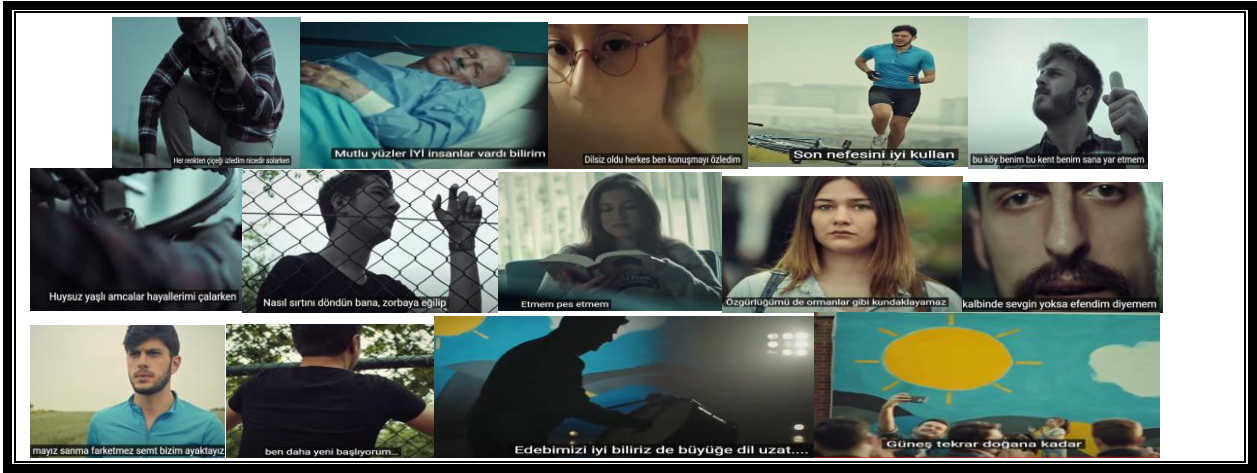 Her renkten çiçeği izledim nicedir solarken
Mutlu yüzler İYİ insanlar vardı bilirim
Dilsiz oldu herkes ben konuşmayı özledim
Son nefesini iyi kullan
bu köy benim bu kent benim sana yar etmem
Huysuz yaşlı amcalar hayallerimi çalarken
Nasıl sırtını döndün bana, zorbaya eğilip
Etmem pes etmem
Özgürlüğümü de ormanlar gibi kundaklayamaz
kalbinde sevgin yoksa efendim diyemem
mayız sanma farketmez semt bizim ayaktayız
ben daha yeni başlıyorum...
Edebimizi iyi biliriz de büyüğe dil uzat....
Güneş tekrar doğana kadar